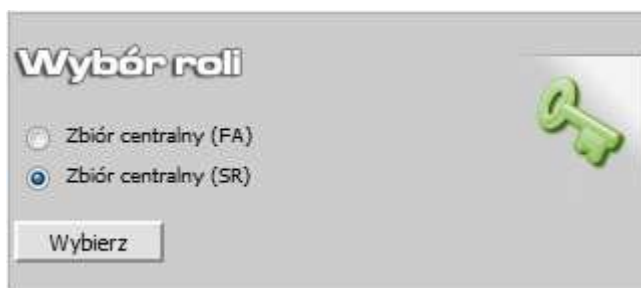 Wybór roli
Zbiór centralny (FA)
Zbiór centralny (SR)
Wybierz